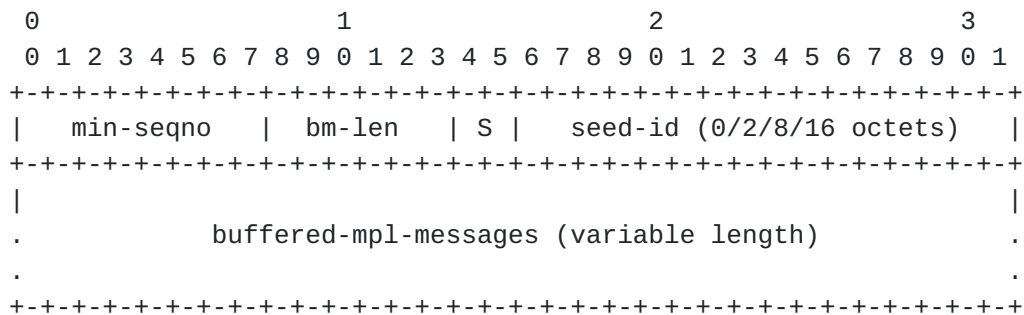 0                   1                   2                   3
 0 1 2 3 4 5 6 7 8 9 0 1 2 3 4 5 6 7 8 9 0 1 2 3 4 5 6 7 8 9 0 1
+-+-+-+-+-+-+-+-+-+-+-+-+-+-+-+-+-+-+-+-+-+-+-+-+-+-+-+-+-+-+-+-+
|   min-seqno   |  bm-len   | S |   seed-id (0/2/8/16 octets)   |
+-+-+-+-+-+-+-+-+-+-+-+-+-+-+-+-+-+-+-+-+-+-+-+-+-+-+-+-+-+-+-+-+
|                                                               |
.            buffered-mpl-messages (variable length)            .
.                                                               .
+-+-+-+-+-+-+-+-+-+-+-+-+-+-+-+-+-+-+-+-+-+-+-+-+-+-+-+-+-+-+-+-+